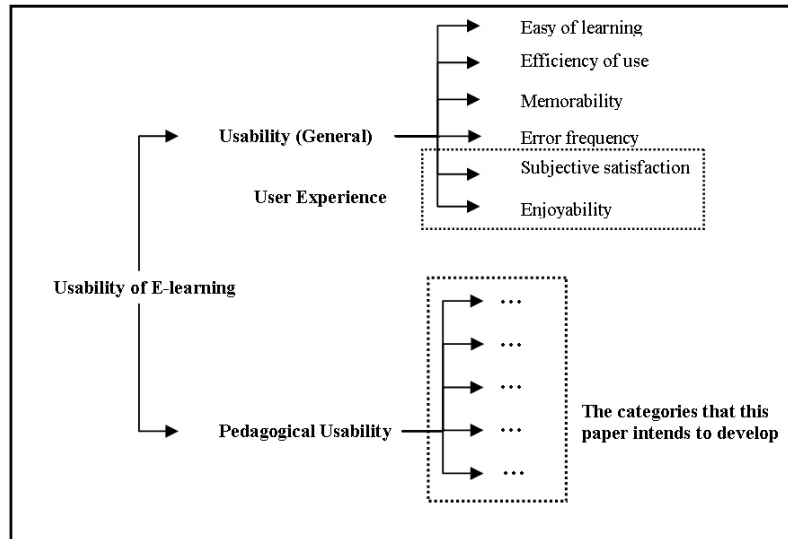 Easy of learning
Efficiency of use
Memorability
Usability (General)
Error frequency
Subjective satisfaction
User Experience
Enjoyability
Usability of E-learning
...
...
...
...
...
Pedagogical Usability
The categories that this
paper intends to develop